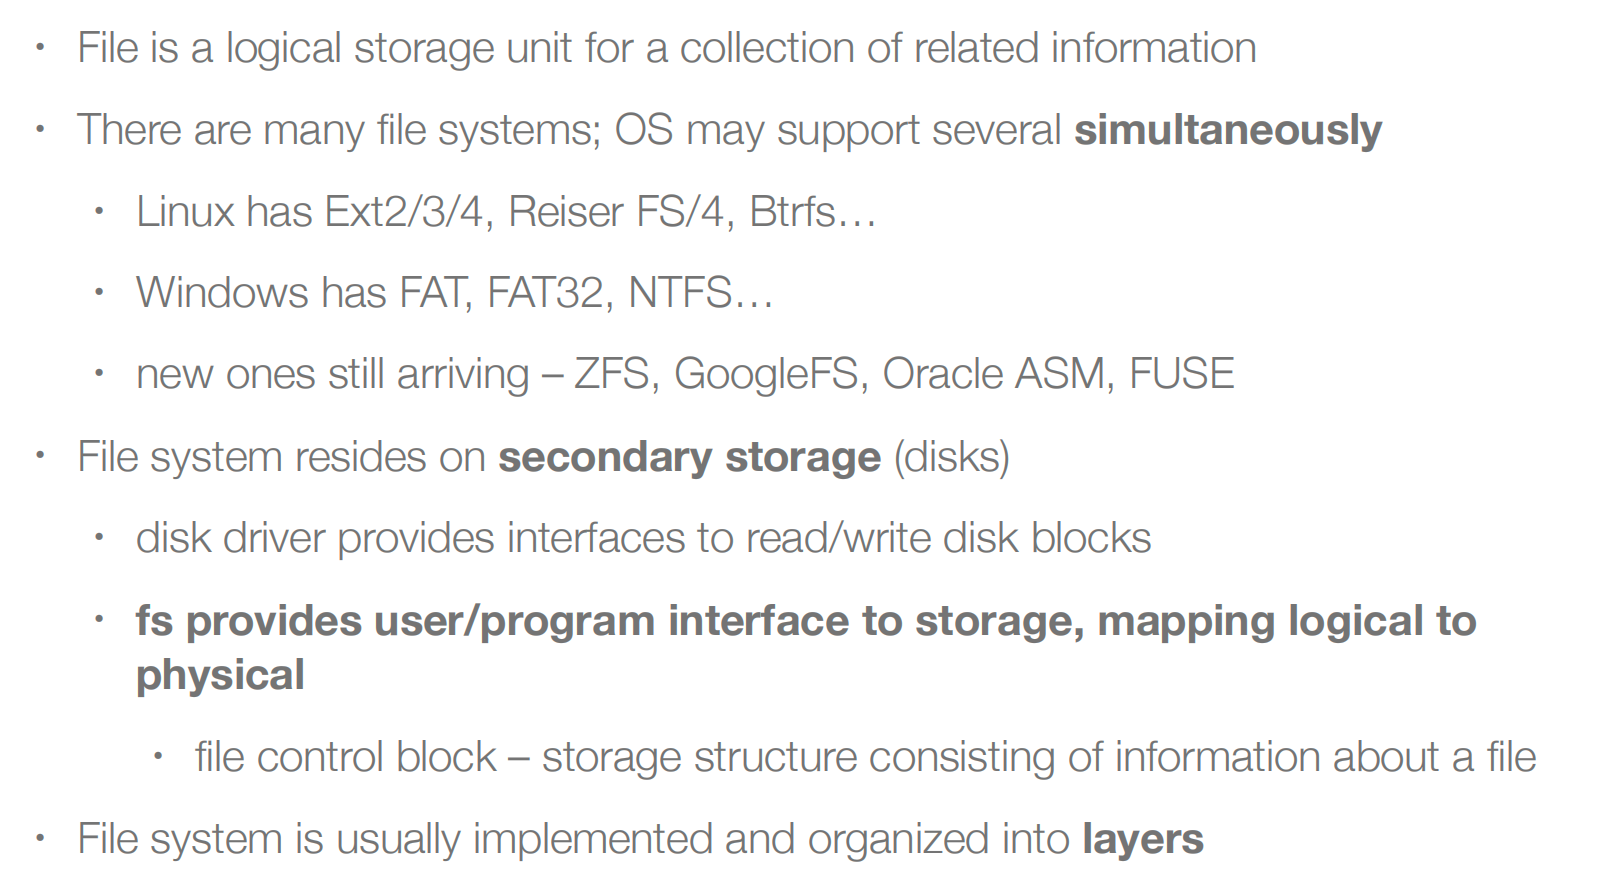 • File is a logical storage unit for a collection of related information
• There are many file systems; OS may support several simultaneously
• Linux has Ext2/3/4, Reiser FS/4, Btrfs…
• Windows has FAT, FAT32, NTFS…
• new ones still arriving – ZFS, GoogleFS, Oracle ASM, FUSE
• File system resides on secondary storage (disks)
• disk driver provides interfaces to read/write disk blocks
• fs provides user/program interface to storage, mapping logical to
physical
• file control block – storage structure consisting of information about a file
• File system is usually implemented and organized into layers